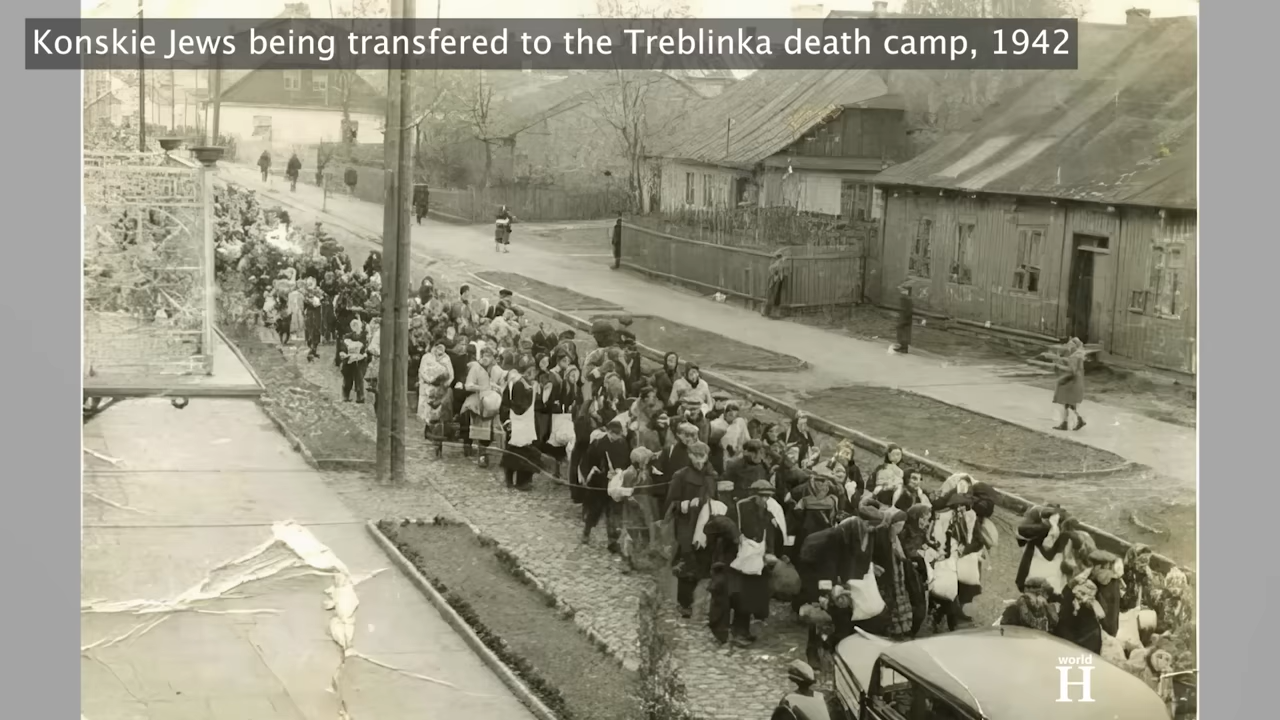 Konskie Jews being transfered to the Treblinka death camp, 1942
world
H